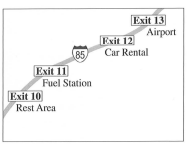 Exit 13
Airport
Exit 12
Car Rental
85
Exit 11
Fuel Station
Exit 10
Rest Area